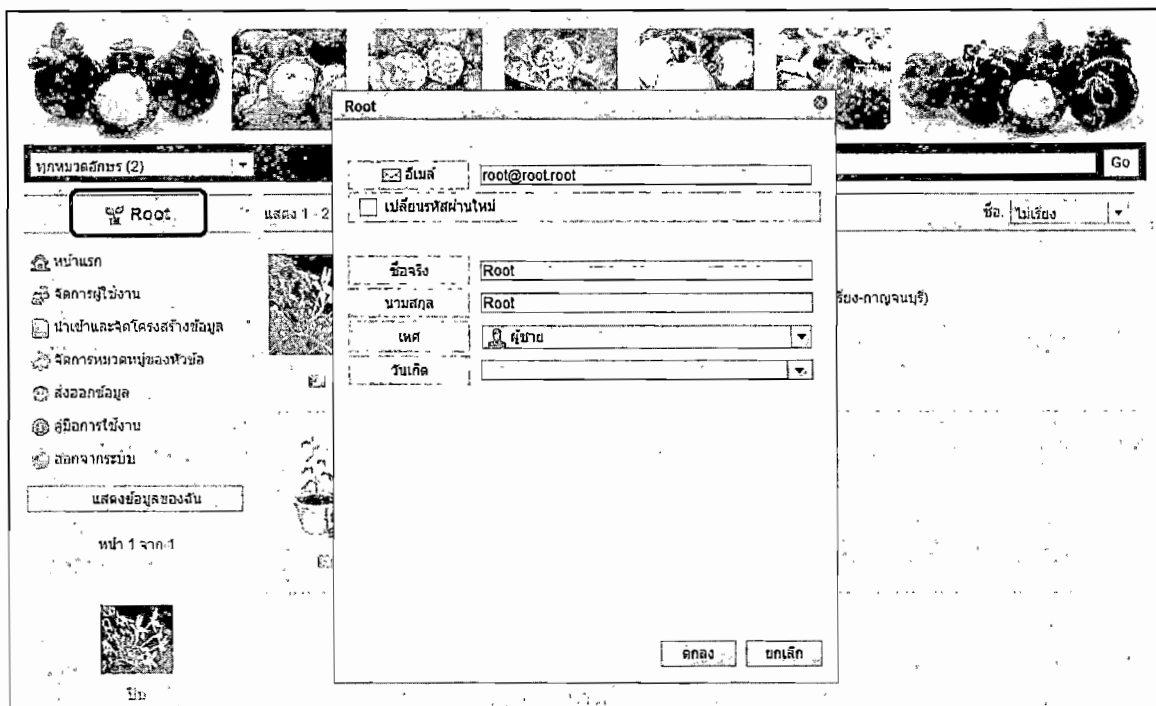 Root
อีเมล์
root@root.root
เปลี่ยนรหัสผ่านใหม่
ชื่อจริง
Root
นามสกุล
Root
เพศ
ผู้ชาย
วันเกิด
ตกลง
ยกเลิก
ทุกหมวดอักษร (2)
Go
Root
แสดง 1 - 2
ชื่อ.
ไม่เรียง
หน้าแรก
จัดการผู้ใช้งาน
นำเข้าและจัดโครงสร้างข้อมูล
จัดการหมวดหมู่ของหัวข้อ
ส่งออกข้อมูล
คู่มือการใช้งาน
ออกจากระบบ
แสดงข้อมูลของฉัน
หน้า 1 จาก 1
รียง-กาญจนบุรี)